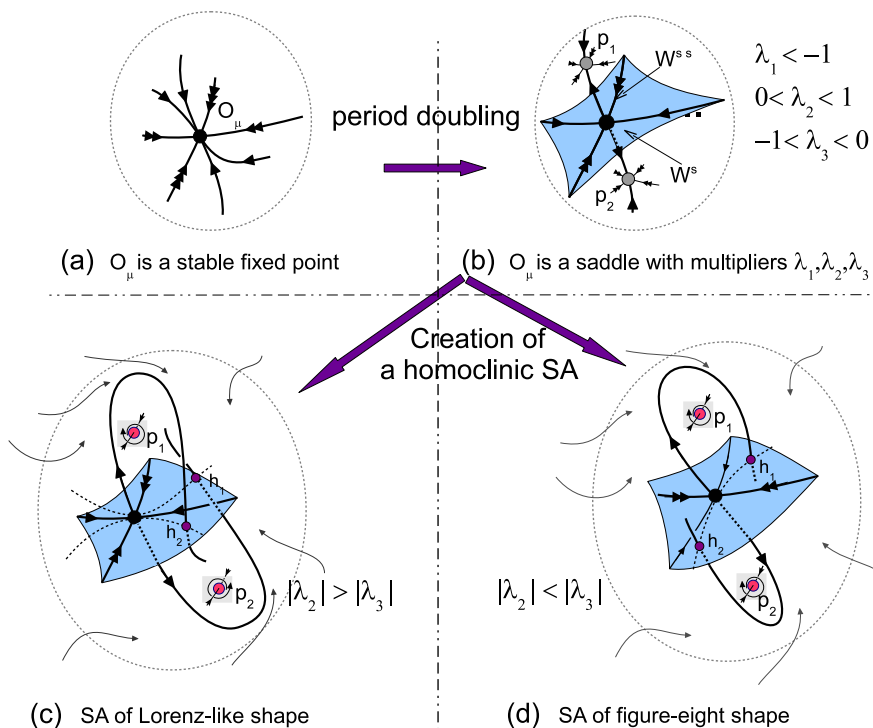 O_μ
period doubling
p_1
W^{ss}
W^s
p_2
λ_1 < −1
0 < λ_2 < 1
−1 < λ_3 < 0
(a) O_μ is a stable fixed point
(b) O_μ is a saddle with multipliers λ_1,λ_2,λ_3
Creation of
a homoclinic SA
p_1
h_1
h_2
p_2
|λ_2| > |λ_3|
p_1
h_1
h_2
p_2
|λ_2| < |λ_3|
(c) SA of Lorenz-like shape
(d) SA of figure-eight shape